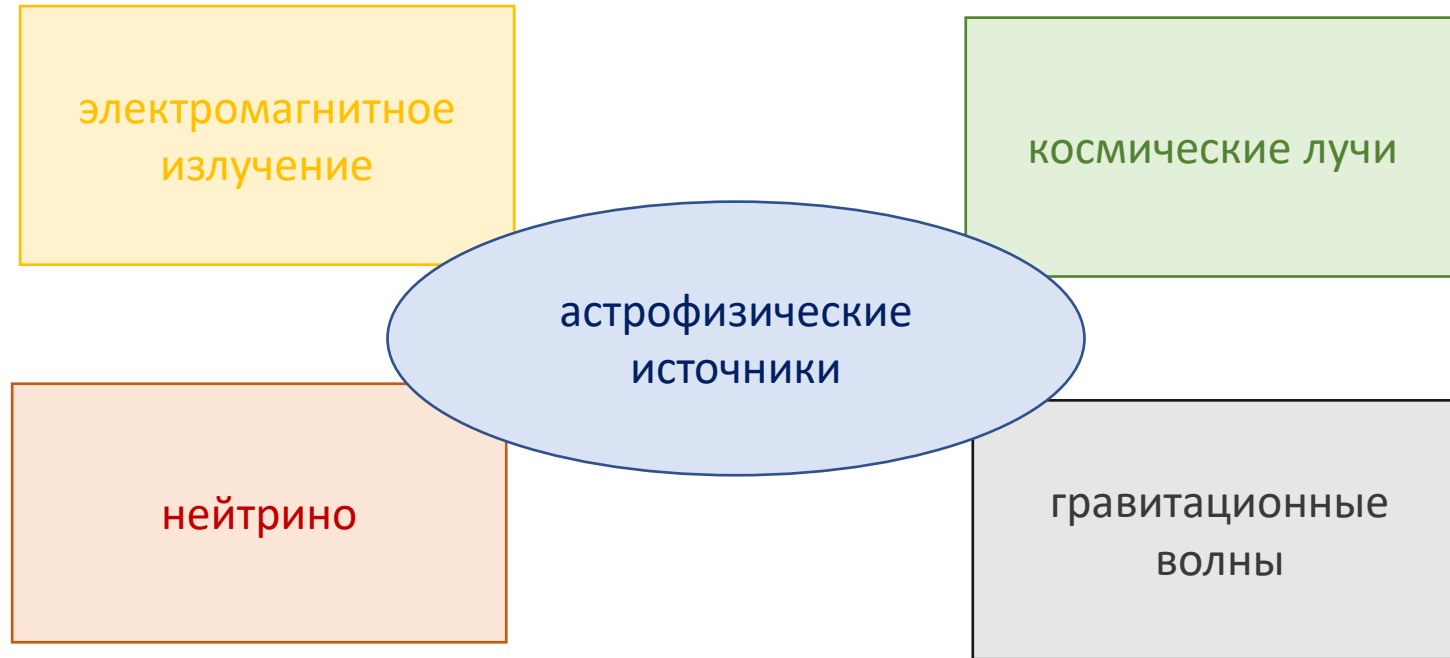 электромагнитное
излучение
космические лучи
астрофизические
источники
нейтрино
гравитационные
волны